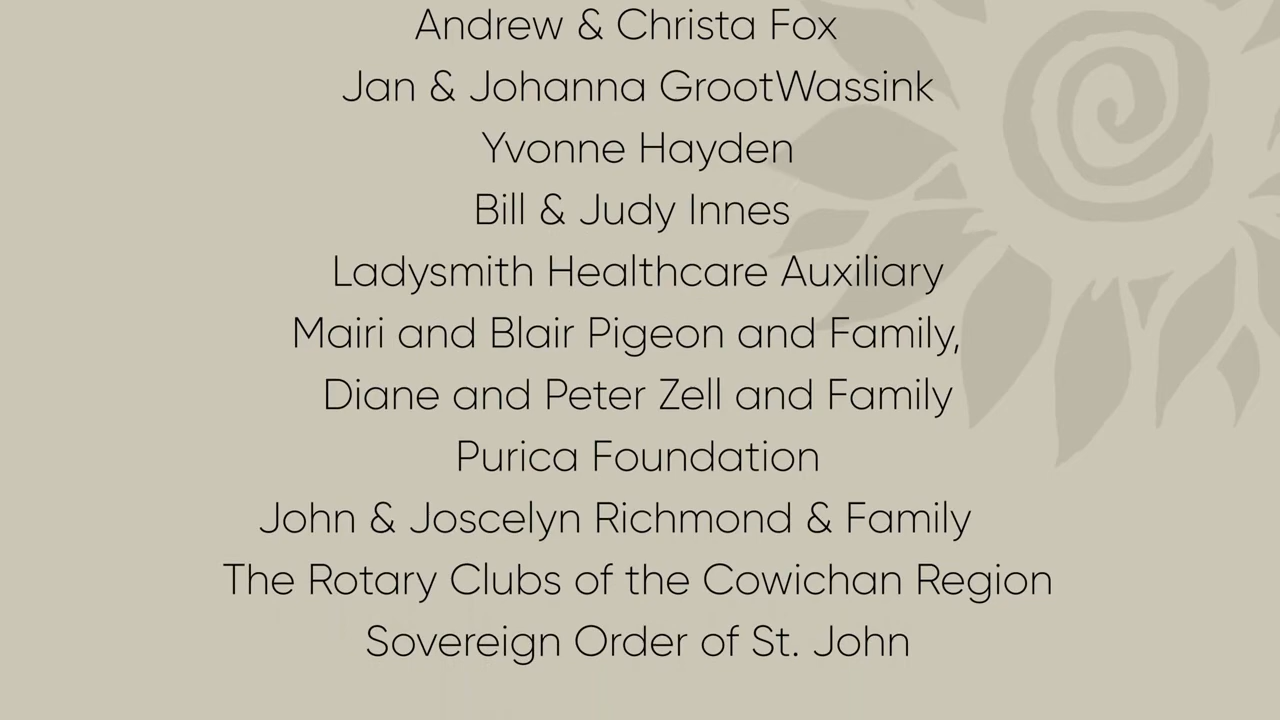 Andrew & Christa Fox
Jan & Johanna GrootWassink
Yvonne Hayden
Bill & Judy Innes
Ladysmith Healthcare Auxiliary
Mairi and Blair Pigeon and Family,
Diane and Peter Zell and Family
Purica Foundation
John & Joscelyn Richmond & Family
The Rotary Clubs of the Cowichan Region
Sovereign Order of St. John